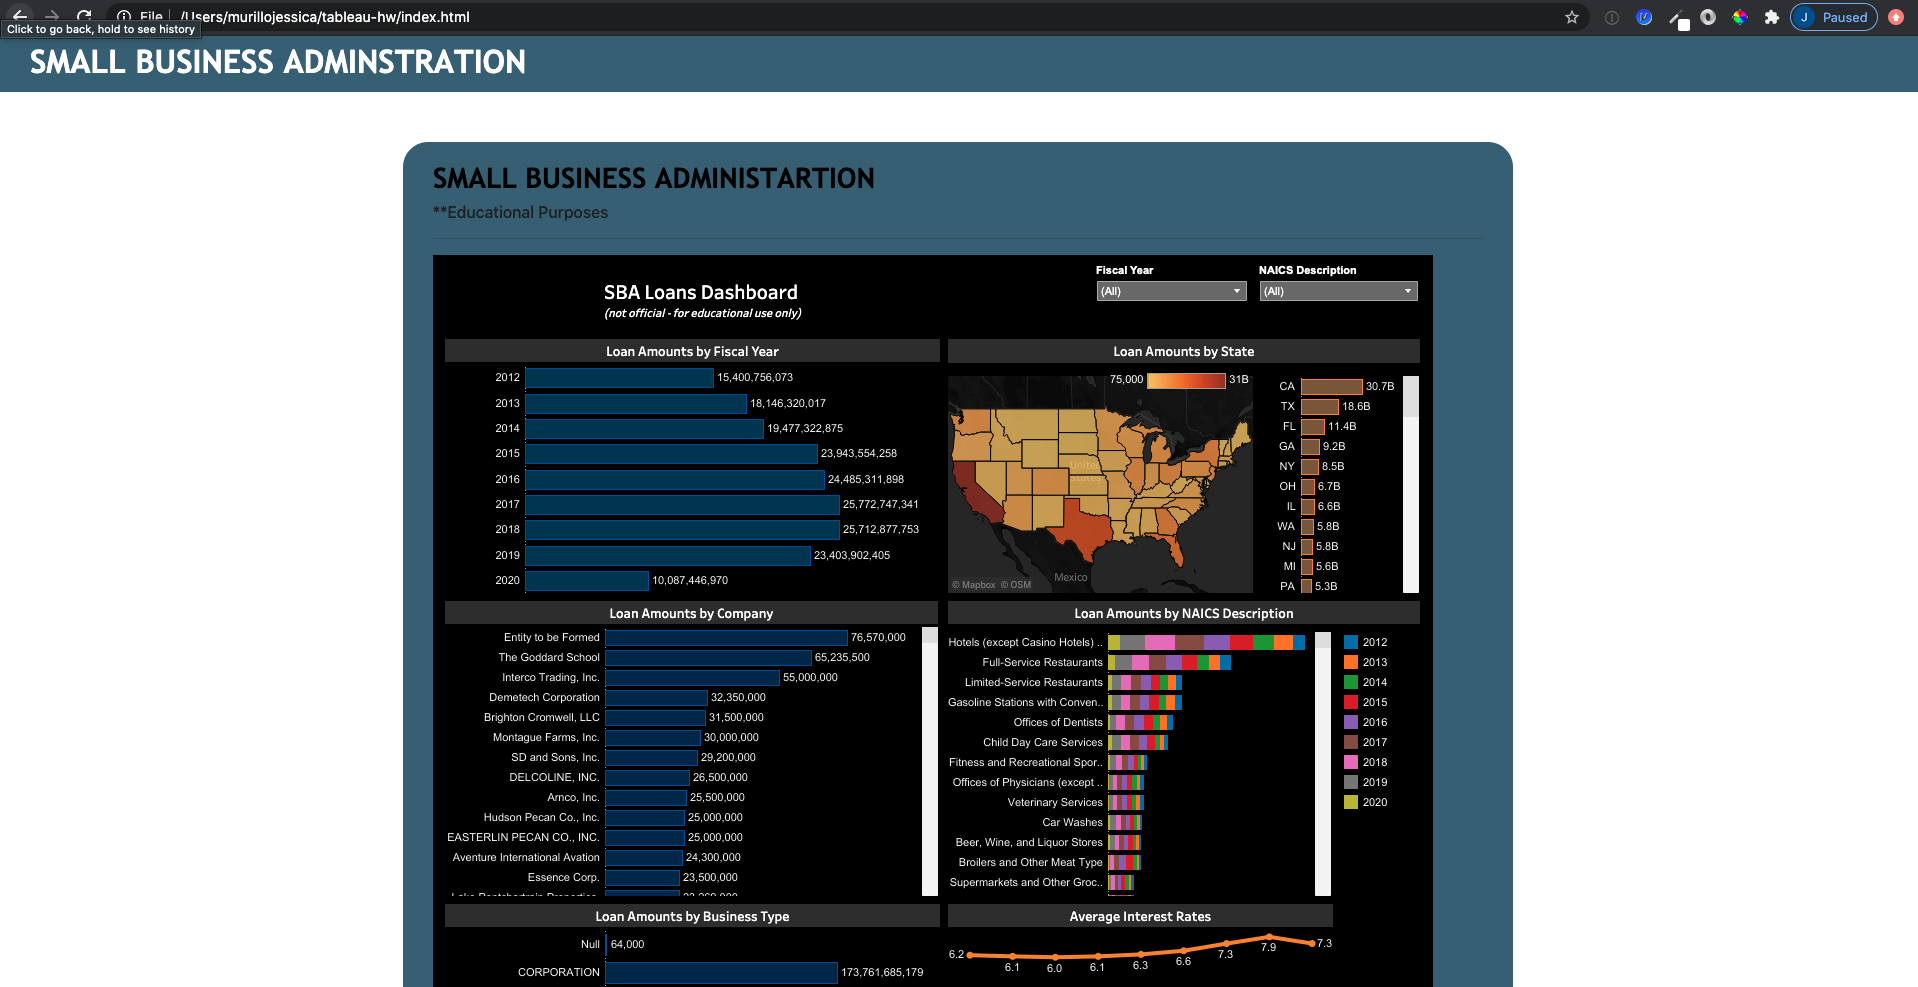 File | /Users/murillojessica/tableau-hw/index.html
J Paused
Click to go back, hold to see history
SMALL BUSINESS ADMINSTRATION
SMALL BUSINESS ADMINISTARTION
**Educational Purposes
SBA Loans Dashboard
(not official - for educational use only)
Fiscal Year
(All)
NAICS Description
(All)
Loan Amounts by Fiscal Year
2012 15,400,756,073
2013 18,146,320,017
2014 19,477,322,875
2015 23,943,554,258
2016 24,485,311,898
2017 25,772,747,341
2018 25,712,877,753
2019 23,403,902,405
2020 10,087,446,970
Loan Amounts by State
75,000 31B
United
States
Mexico
© Mapbox © OSM
CA 30.7B
TX 18.6B
FL 11.4B
GA 9.2B
NY 8.5B
OH 6.7B
IL 6.6B
WA 5.8B
NJ 5.8B
MI 5.6B
PA 5.3B
Loan Amounts by Company
Entity to be Formed 76,570,000
The Goddard School 65,235,500
Interco Trading, Inc. 55,000,000
Demetech Corporation 32,350,000
Brighton Cromwell, LLC 31,500,000
Montague Farms, Inc. 30,000,000
SD and Sons, Inc. 29,200,000
DELCOLINE, INC. 26,500,000
Arnco, Inc. 25,500,000
Hudson Pecan Co., Inc. 25,000,000
EASTERLIN PECAN CO., INC. 25,000,000
Aventure International Avation 24,300,000
Essence Corp. 23,500,000
Loan Amounts by NAICS Description
Hotels (except Casino Hotels) ..
Full-Service Restaurants
Limited-Service Restaurants
Gasoline Stations with Conven..
Offices of Dentists
Child Day Care Services
Fitness and Recreational Spor..
Offices of Physicians (except ..
Veterinary Services
Car Washes
Beer, Wine, and Liquor Stores
Broilers and Other Meat Type
Supermarkets and Other Groc..
2012
2013
2014
2015
2016
2017
2018
2019
2020
Loan Amounts by Business Type
Null 64,000
CORPORATION 173,761,685,179
Average Interest Rates
6.2 6.1 6.0 6.1 6.3 6.6 7.3 7.9 7.3